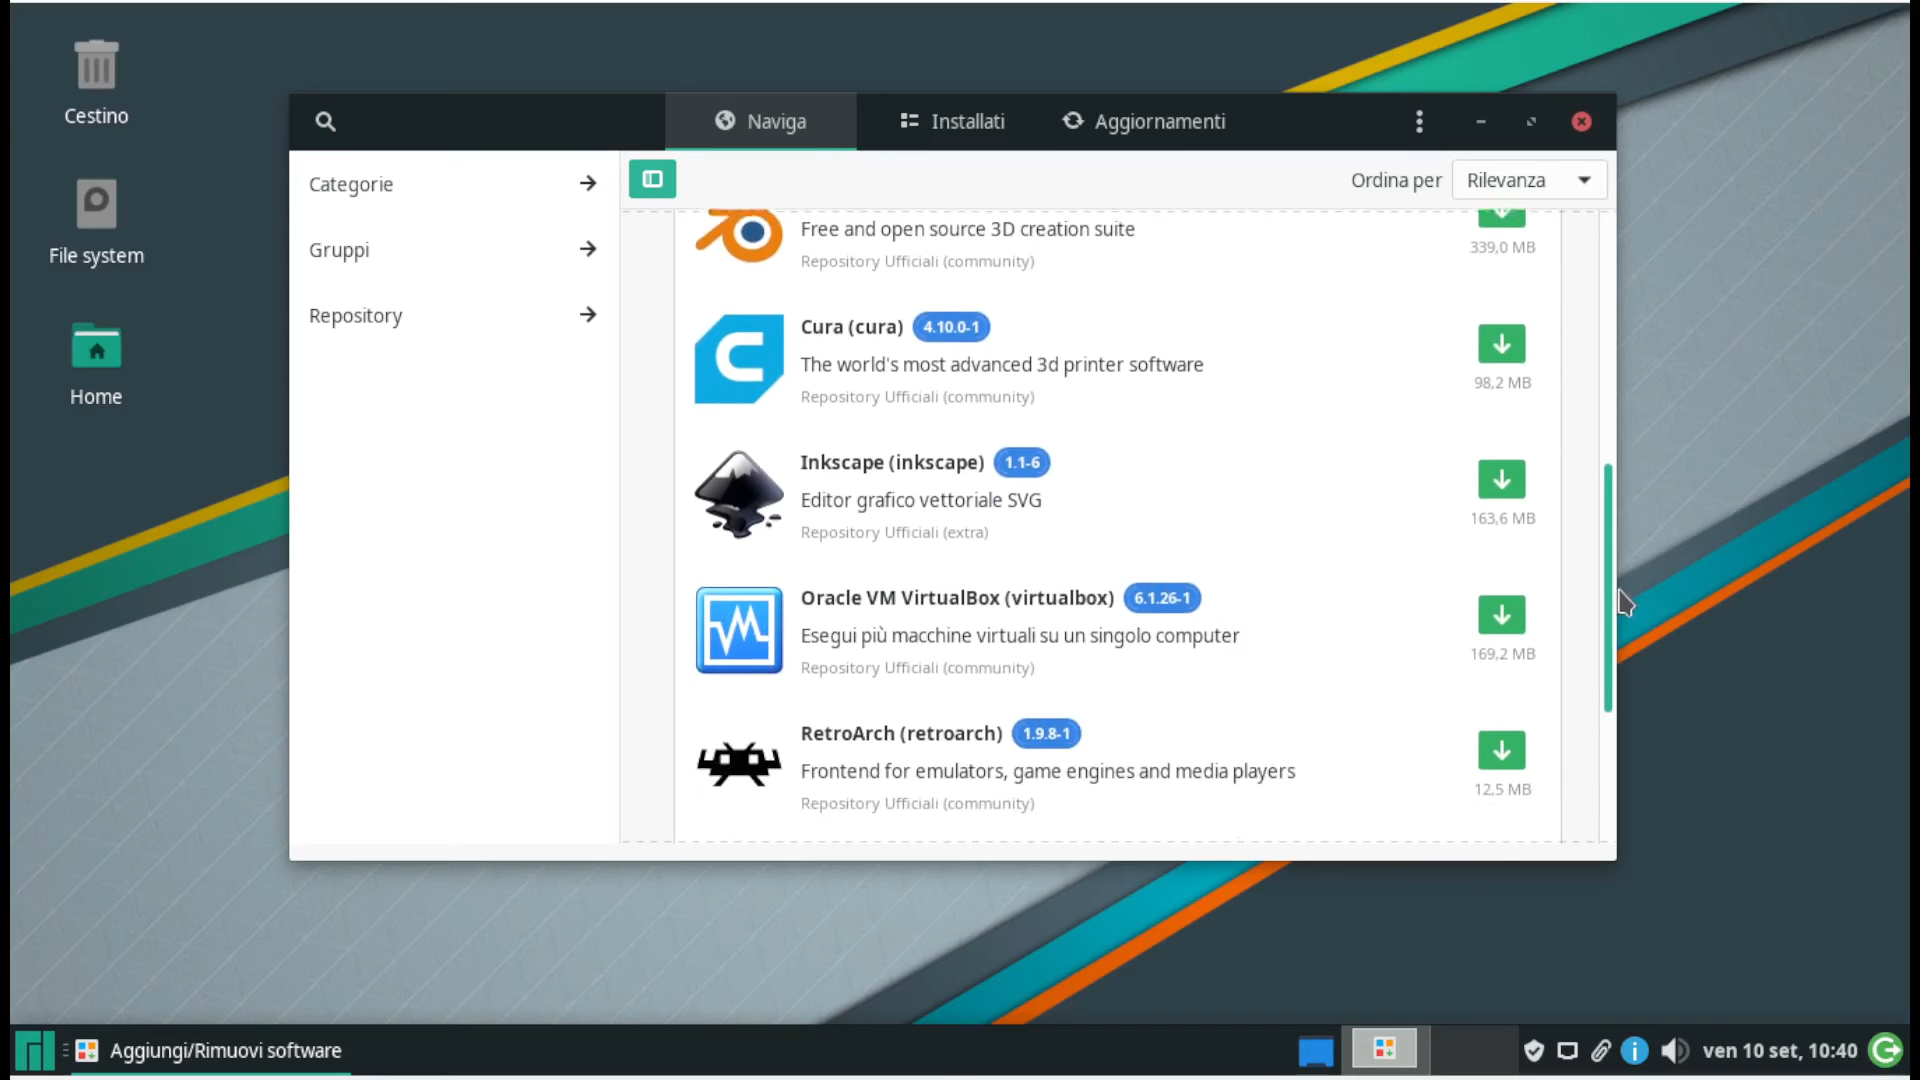 Cestino
File system
Home
Naviga
Installati
Aggiornamenti
Categorie
Gruppi
Repository
Ordina per
Rilevanza
Free and open source 3D creation suite
Repository Ufficiali (community)
339,0 MB
Cura (cura) 4.10.0-1
The world's most advanced 3d printer software
Repository Ufficiali (community)
98,2 MB
Inkscape (inkscape) 1.1-6
Editor grafico vettoriale SVG
Repository Ufficiali (extra)
163,6 MB
Oracle VM VirtualBox (virtualbox) 6.1.26-1
Esegui più macchine virtuali su un singolo computer
Repository Ufficiali (community)
169,2 MB
RetroArch (retroarch) 1.9.8-1
Frontend for emulators, game engines and media players
Repository Ufficiali (community)
12,5 MB
Aggiungi/Rimuovi software
ven 10 set, 10:40